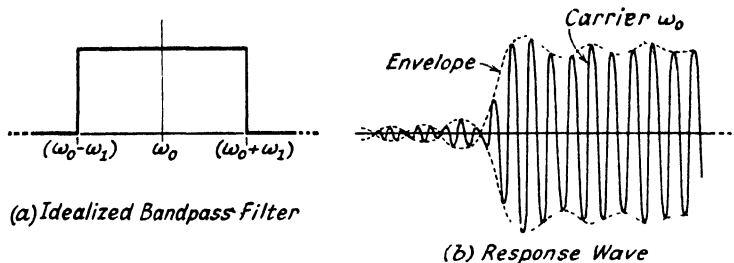 (ω₀-ω₁) ω₀ (ω₀+ω₁)
(a) Idealized Bandpass Filter
Carrier ω₀
Envelope
(b) Response Wave